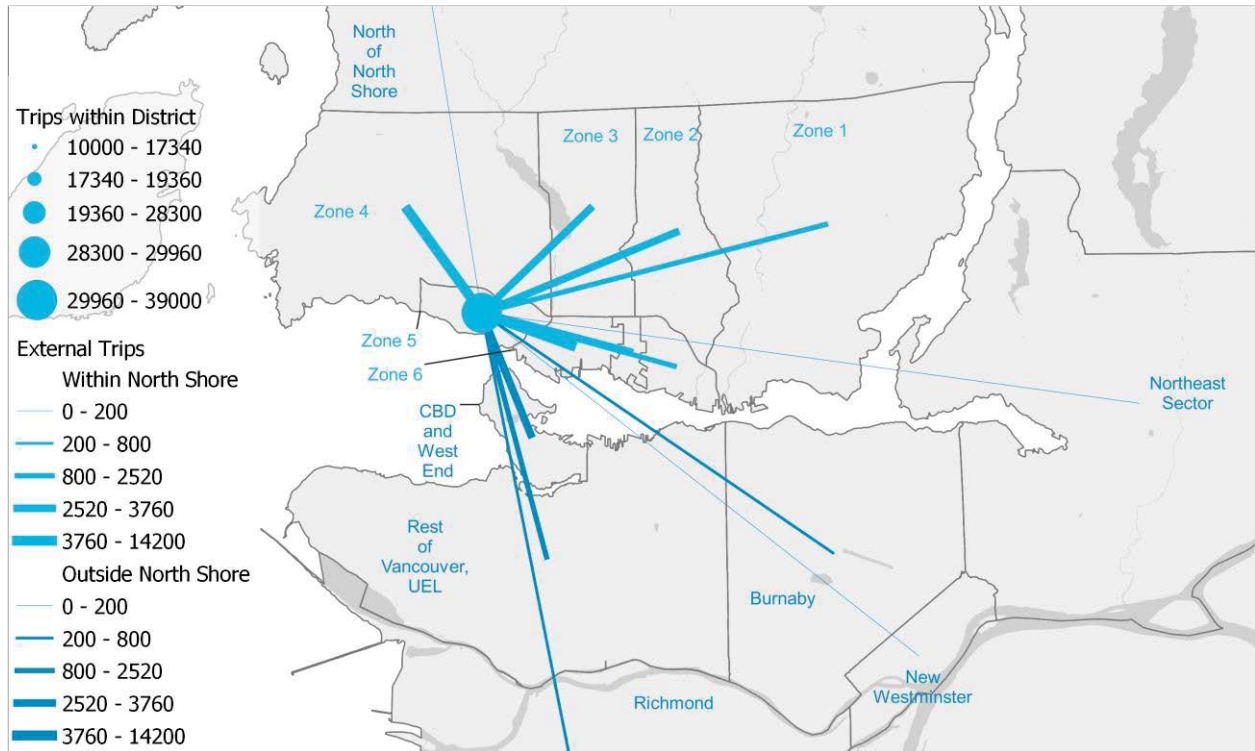 Trips within District
10000 - 17340
17340 - 19360
19360 - 28300
28300 - 29960
29960 - 39000
External Trips
Within North Shore
0 - 200
200 - 800
800 - 2520
2520 - 3760
3760 - 14200
Outside North Shore
0 - 200
200 - 800
800 - 2520
2520 - 3760
3760 - 14200
North
of
North
Shore
Zone 3
Zone 2
Zone 1
Zone 4
Zone 5
Zone 6
CBD
and
West
End
Northeast
Sector
Rest
of
Vancouver,
UEL
Burnaby
New
Westminster
Richmond